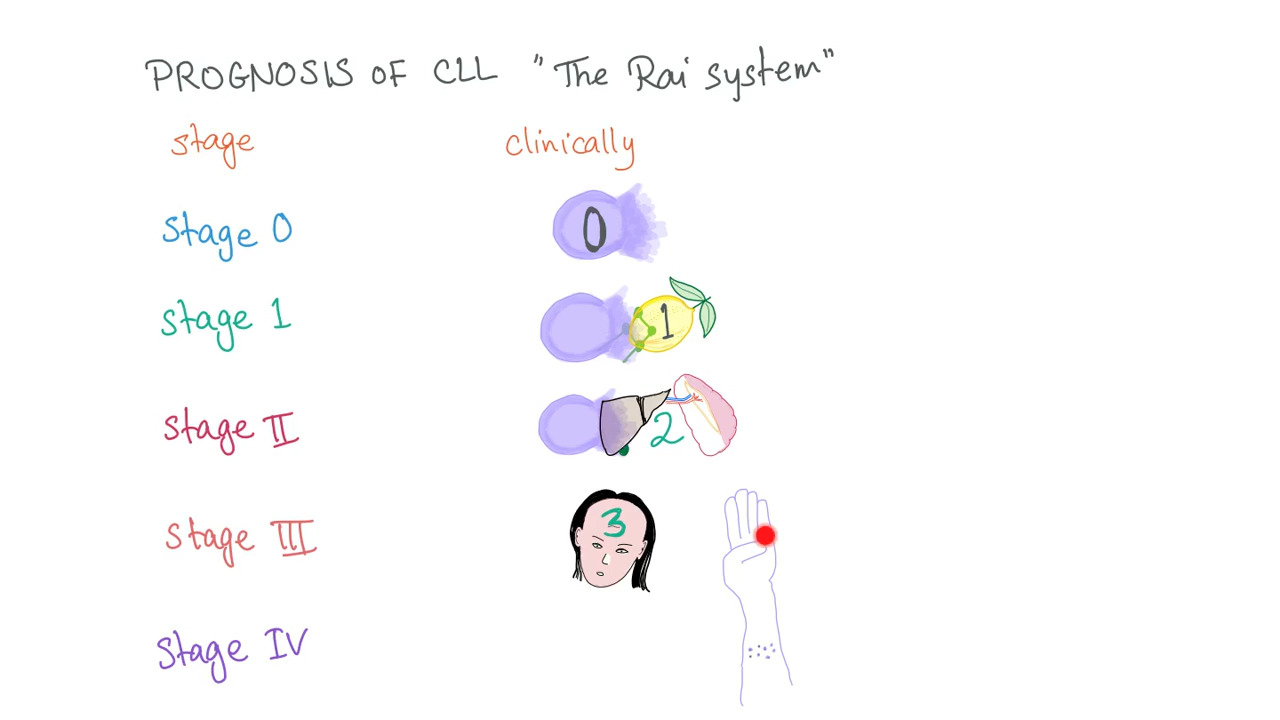 PROGNOSIS OF CLL "The Rai system"
stage clinically
Stage 0 0
Stage 1 1
Stage II 2
Stage III 3
Stage IV